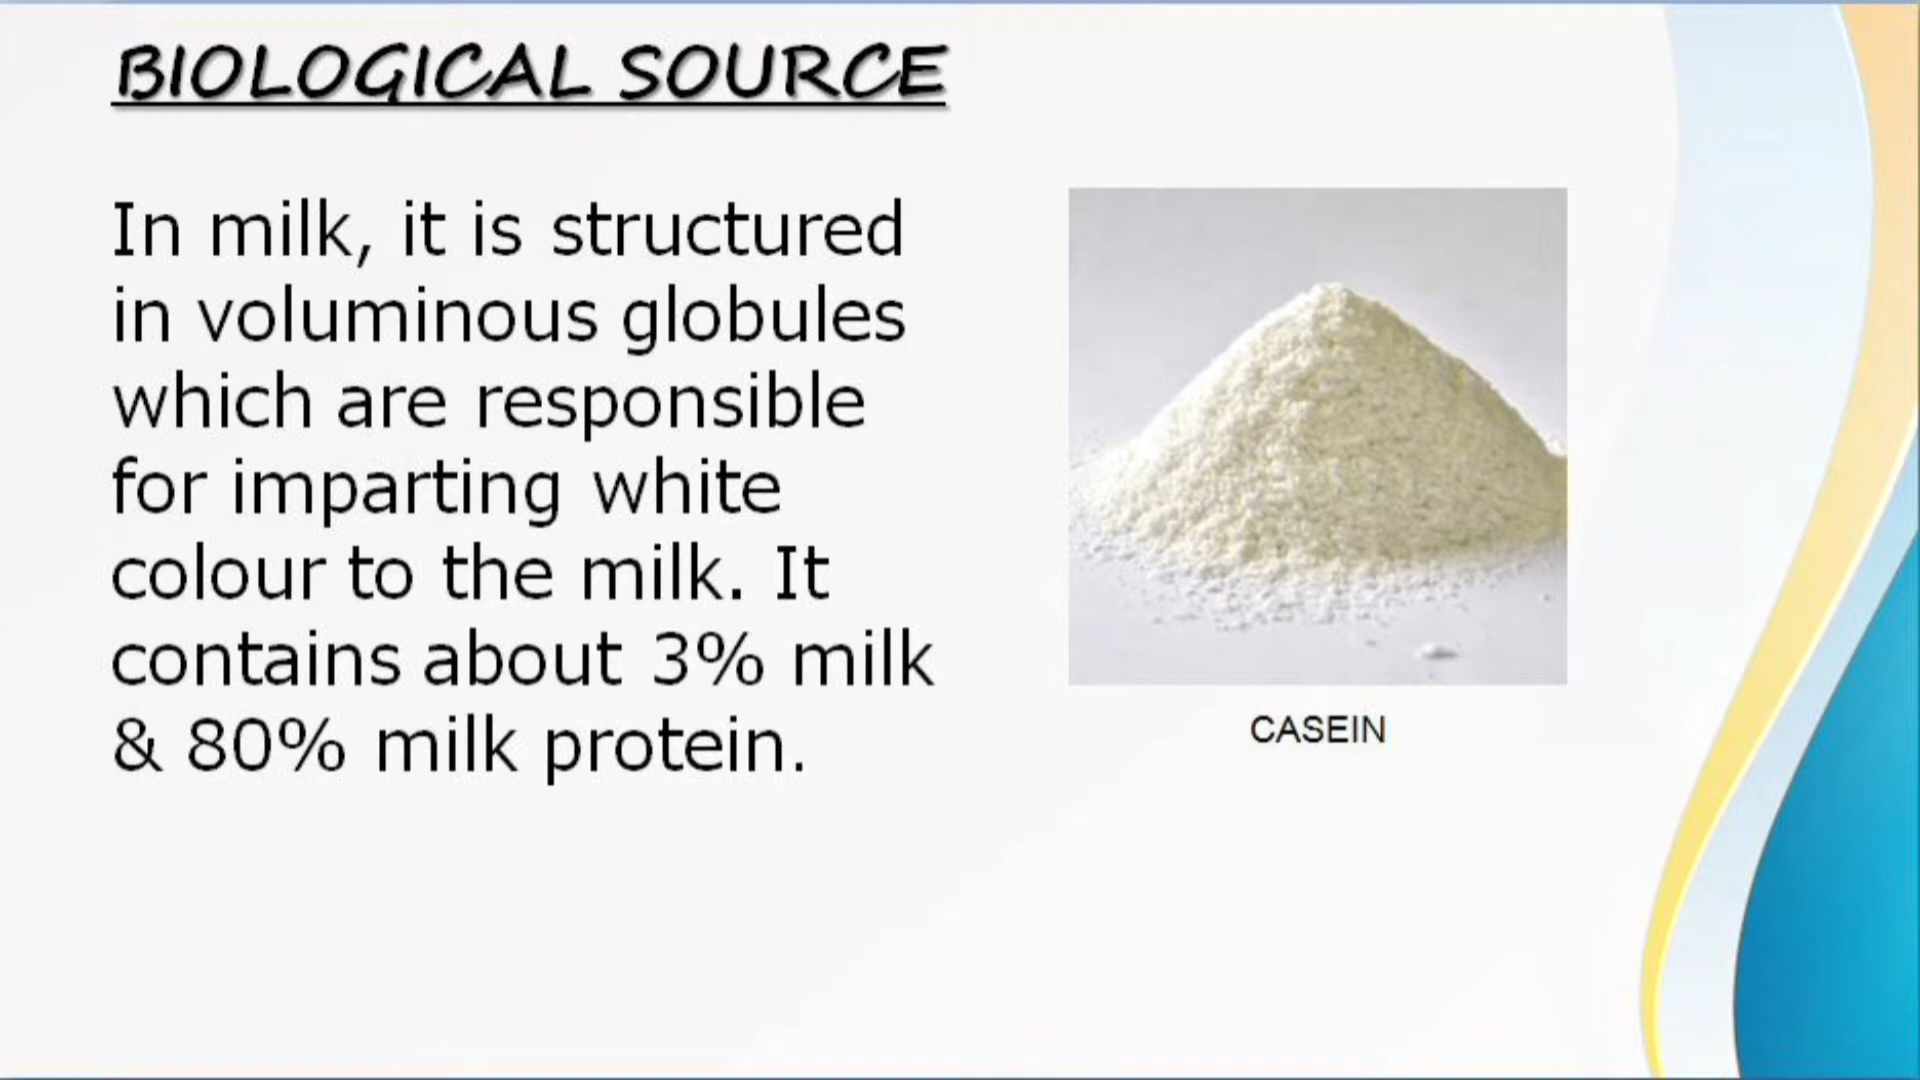 BIOLOGICAL SOURCE
In milk, it is structured
in voluminous globules
which are responsible
for imparting white
colour to the milk. It
contains about 3% milk
& 80% milk protein.
CASEIN